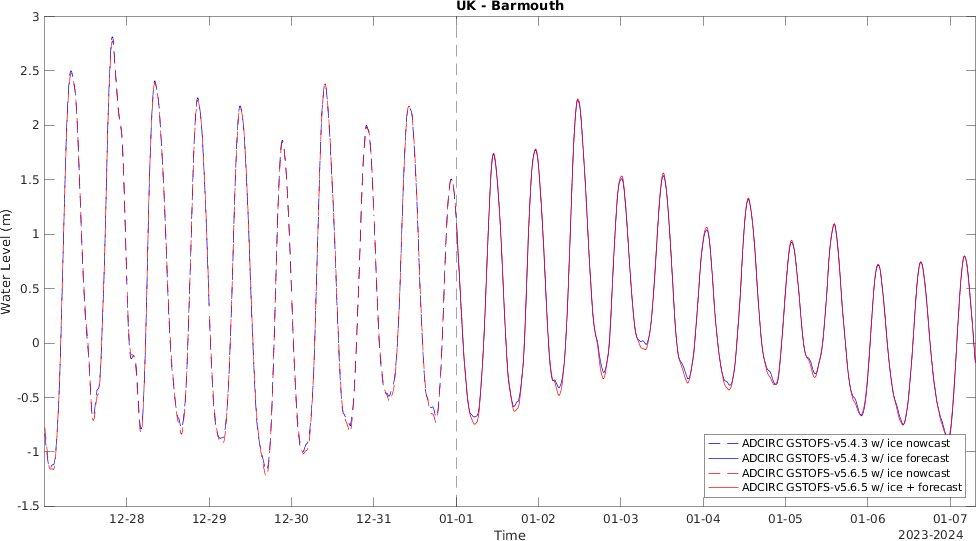 UK - Barmouth
3
2.5
2
1.5
1
0.5
0
-0.5
-1
-1.5
Water Level (m)
12-28 12-29 12-30 12-31 01-01 01-02 01-03 01-04 01-05 01-06 01-07
Time
2023-2024
ADCIRC GSTOFS-v5.4.3 w/ ice nowcast
ADCIRC GSTOFS-v5.4.3 w/ ice forecast
ADCIRC GSTOFS-v5.6.5 w/ ice nowcast
ADCIRC GSTOFS-v5.6.5 w/ ice + forecast